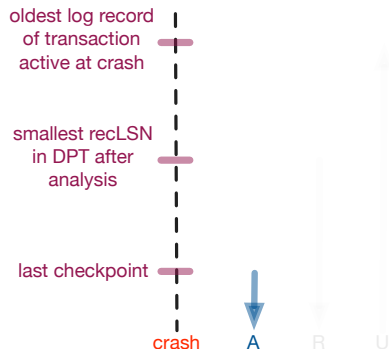 oldest log record
of transaction
active at crash
smallest recLSN
in DPT after
analysis
last checkpoint
crash
A
R
U